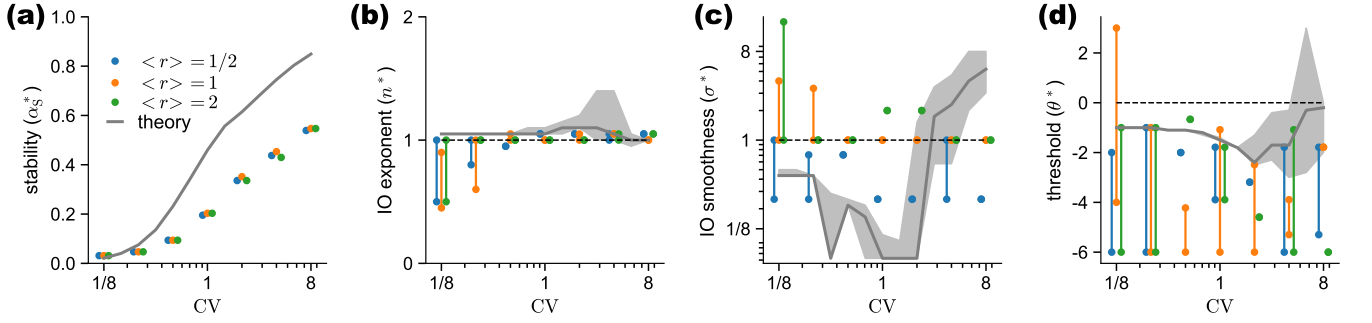 (a)
stability (α*S)
1.0
0.8
0.6
0.4
0.2
0.0
<r> = 1/2
<r> = 1
<r> = 2
theory
1/8
1
8
CV
(b)
IO exponent (n*)
2
1
0
1/8
1
8
CV
(c)
IO smoothness (σ*)
8
1
1/8
1/8
1
8
CV
(d)
threshold (θ*)
2
0
-2
-4
-6
1/8
1
8
CV